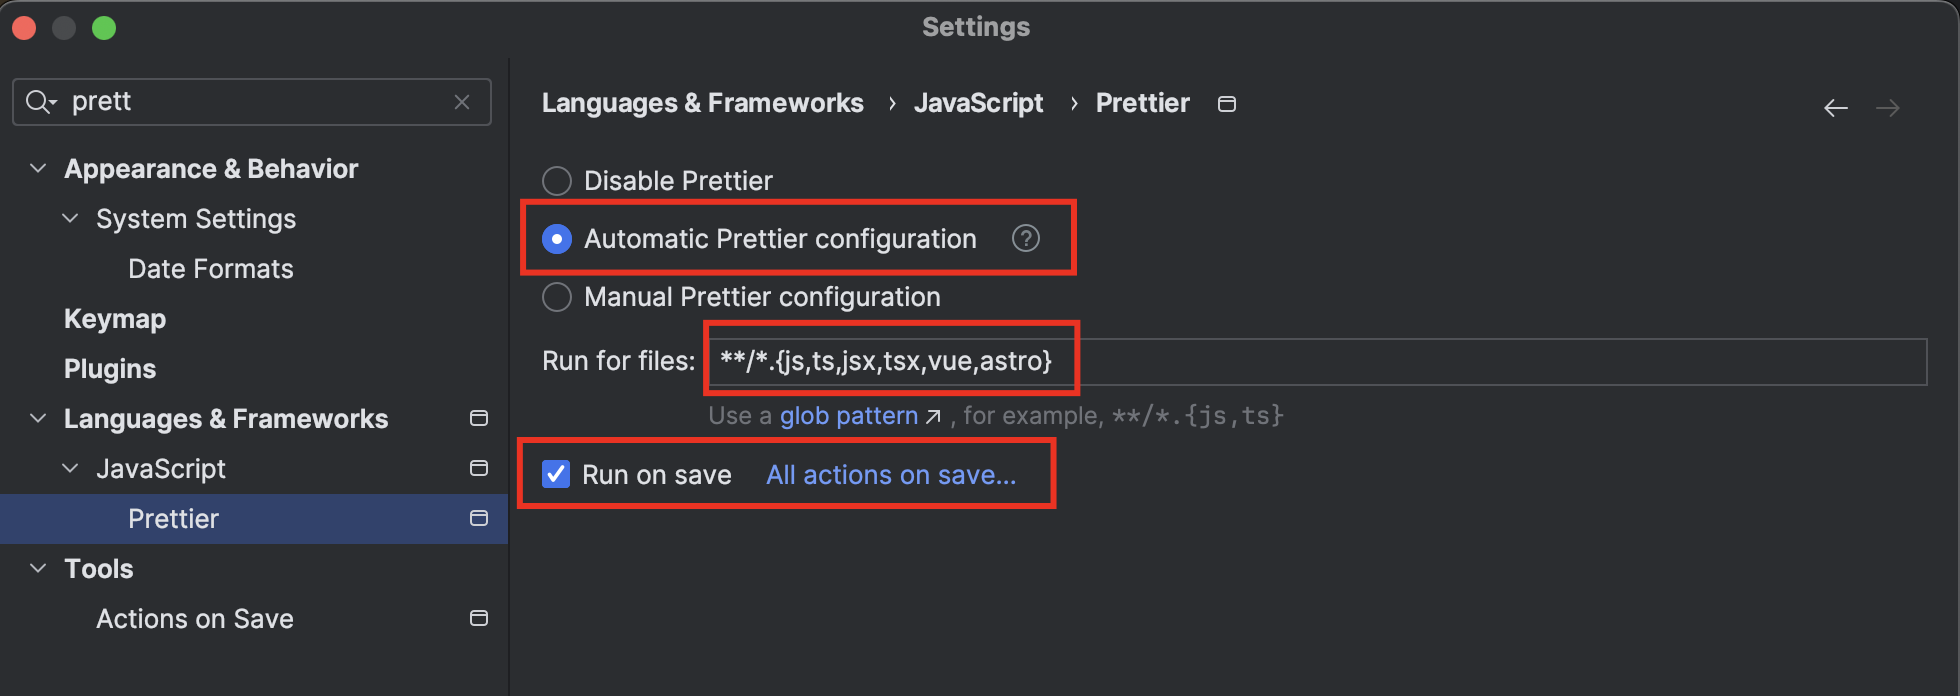 Settings
prett
Appearance & Behavior
System Settings
Date Formats
Keymap
Plugins
Languages & Frameworks
JavaScript
Prettier
Tools
Actions on Save
Languages & Frameworks › JavaScript › Prettier
Disable Prettier
Automatic Prettier configuration ?
Manual Prettier configuration
Run for files: **/*.{js,ts,jsx,tsx,vue,astro}
Use a glob pattern ↗ , for example, **/*.{js,ts}
Run on save All actions on save...